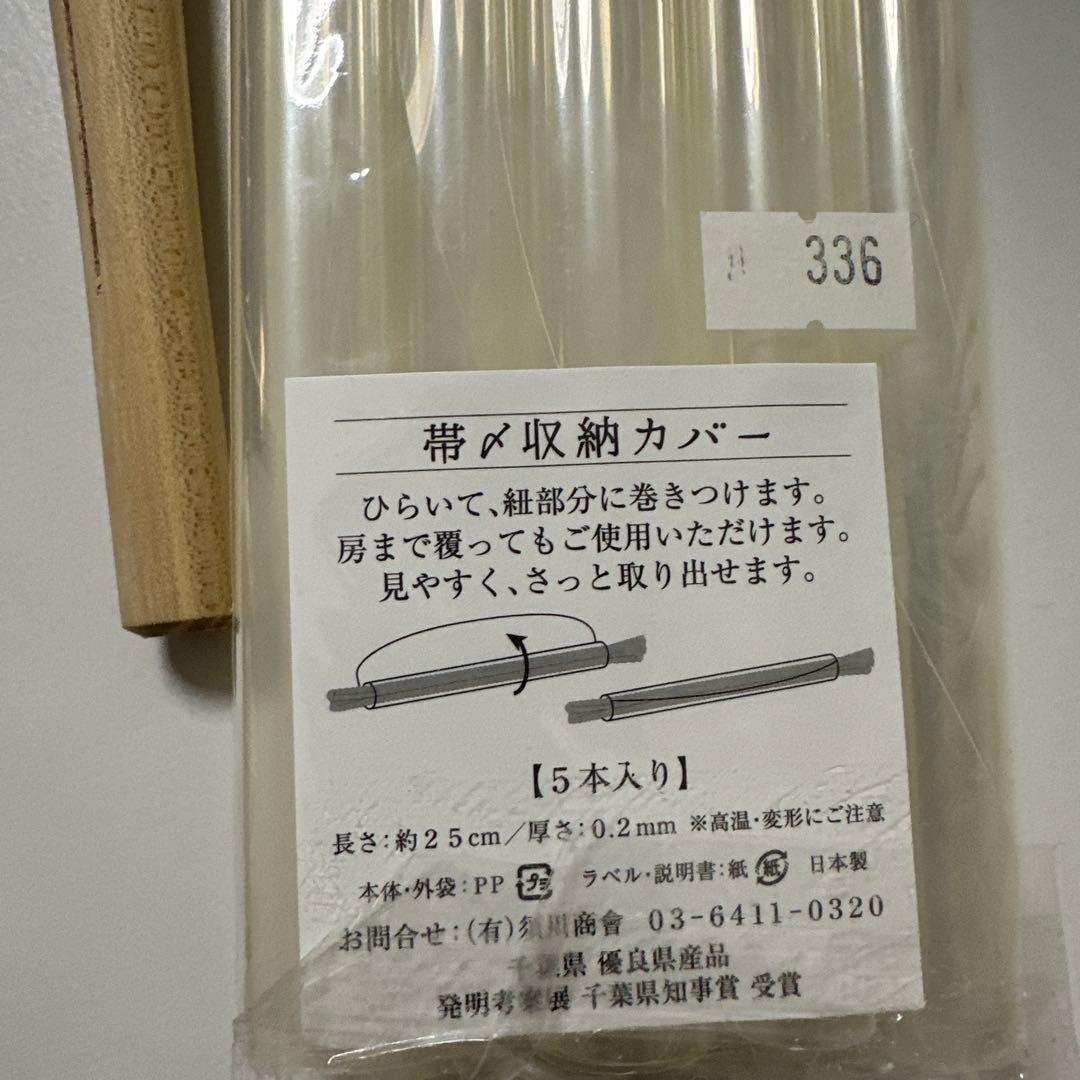 336
帯〆収納カバー
ひらいて、紐部分に巻きつけます。
房まで覆ってもご使用いただけます。
見やすく、さっと取り出せます。
【5本入り】
長さ:約25cm/厚さ:0.2mm ※高温・変形にご注意
本体・外袋:PP プラ ラベル・説明書:紙 紙 日本製
お問合せ:(有)須川商會 03-6411-0320
千葉県 優良県産品
発明考案展 千葉県知事賞 受賞